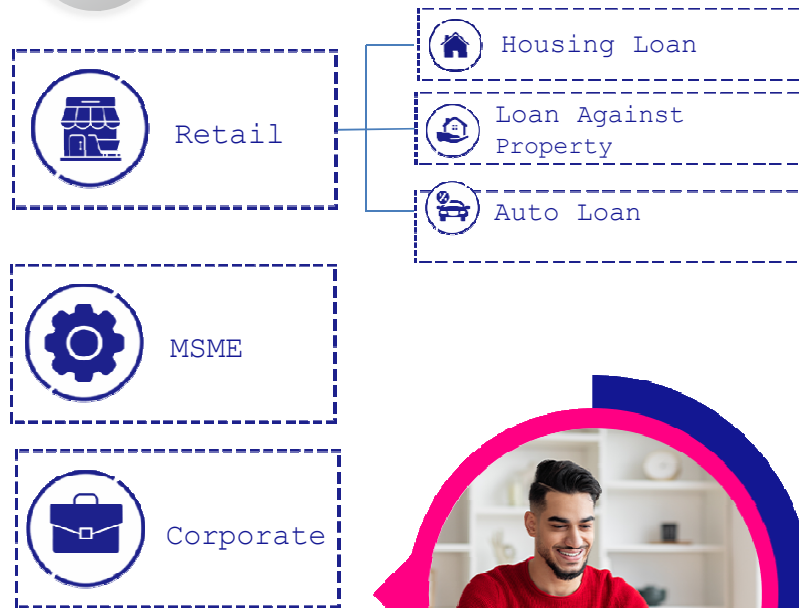 Housing Loan
Retail
Loan Against
Property
Auto Loan
MSME
Corporate